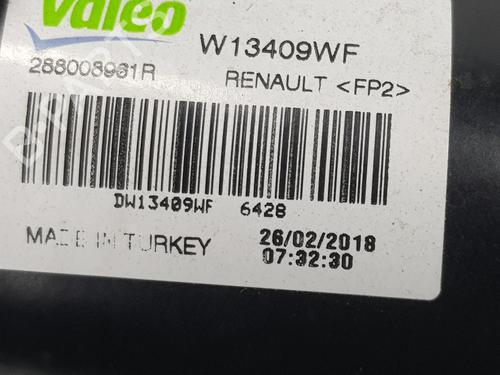 Valeo
W13409WF
288008961R
RENAULT <FP2>
DW13409WF 6428
MADE IN TURKEY
26/02/2018
07:32:30